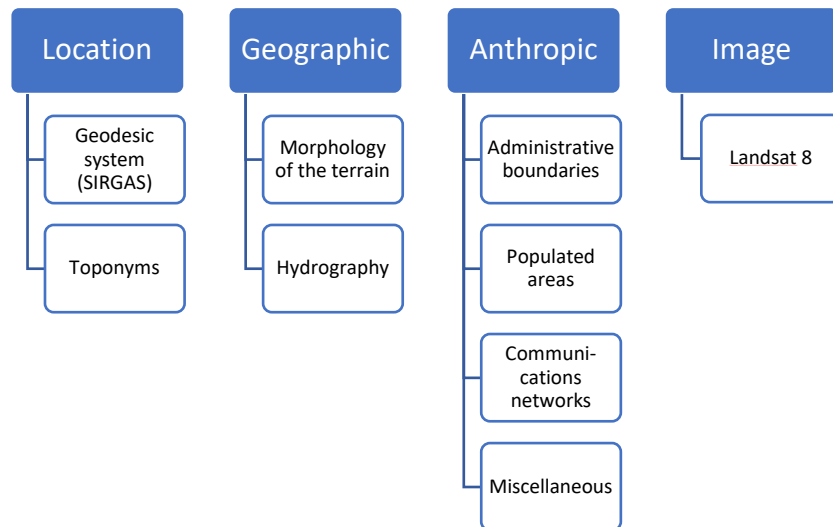 Location
Geodesic
system
(SIRGAS)
Toponyms
Geographic
Morphology
of the terrain
Hydrography
Anthropic
Administrative
boundaries
Populated
areas
Communi-
cations
networks
Miscellaneous
Image
Landsat 8